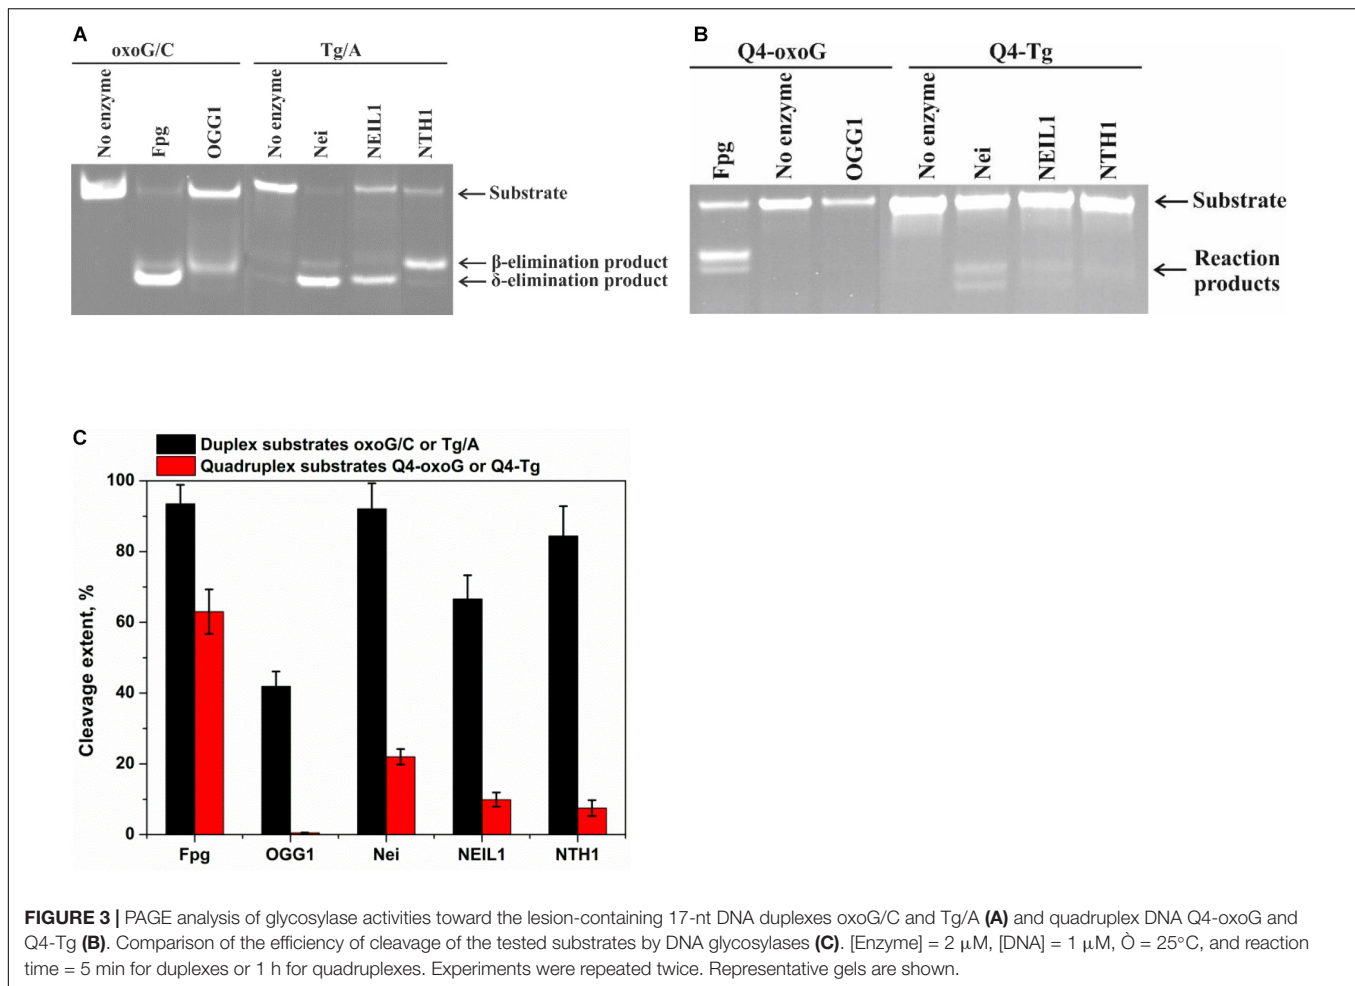 A
oxoG/C
Tg/A
No enzyme
Fpg
OGG1
No enzyme
Nei
NEIL1
NTH1
Substrate
β-elimination product
δ-elimination product
B
Q4-oxoG
Q4-Tg
Fpg
No enzyme
OGG1
No enzyme
Nei
NEIL1
NTH1
Substrate
Reaction
products
C
Duplex substrates oxoG/C or Tg/A
Quadruplex substrates Q4-oxoG or Q4-Tg
Cleavage extent, %
100
80
60
40
20
0
Fpg
OGG1
Nei
NEIL1
NTH1
FIGURE 3 | PAGE analysis of glycosylase activities toward the lesion-containing 17-nt DNA duplexes oxoG/C and Tg/A (A) and quadruplex DNA Q4-oxoG and
Q4-Tg (B). Comparison of the efficiency of cleavage of the tested substrates by DNA glycosylases (C). [Enzyme] = 2 μM, [DNA] = 1 μM, Ò = 25°C, and reaction
time = 5 min for duplexes or 1 h for quadruplexes. Experiments were repeated twice. Representative gels are shown.